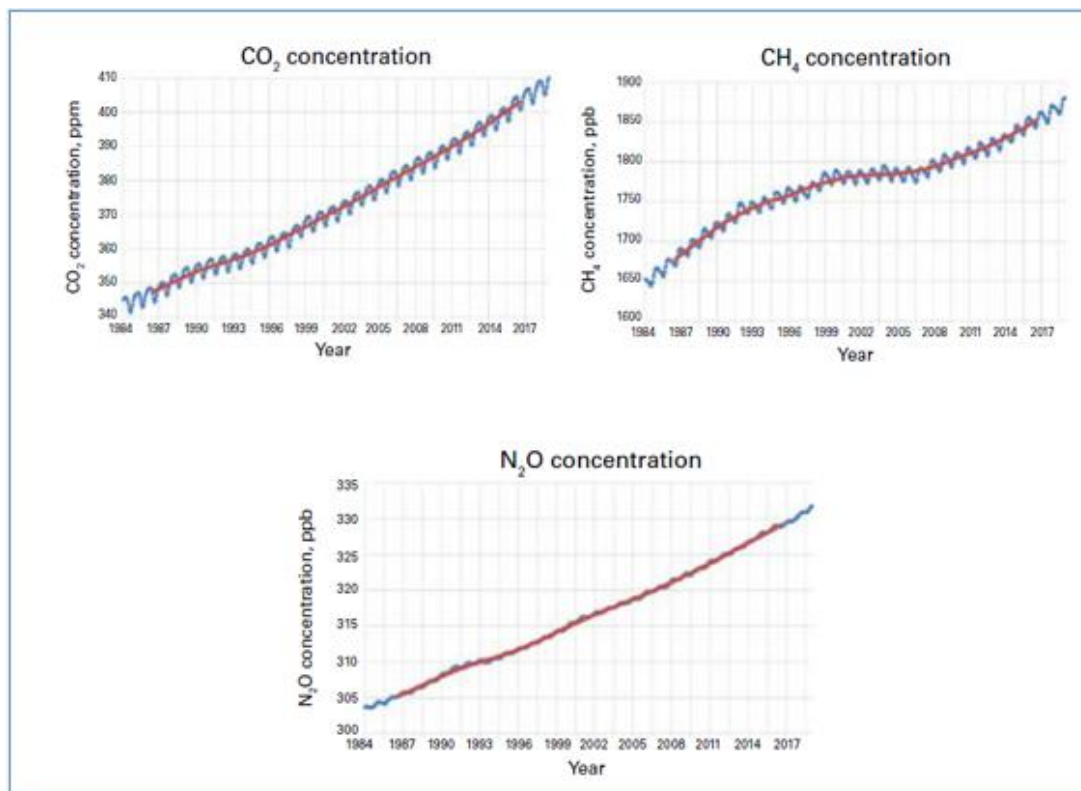 CO₂ concentration
CO₂ concentration, ppm
410
400
390
380
370
360
350
340
1984 1987 1990 1993 1996 1999 2002 2005 2008 2011 2014 2017
Year
CH₄ concentration
CH₄ concentration, ppb
1900
1850
1800
1750
1700
1650
1600
1984 1987 1990 1993 1996 1999 2002 2005 2008 2011 2014 2017
Year
N₂O concentration
N₂O concentration, ppb
335
330
325
320
315
310
305
300
1984 1987 1990 1993 1996 1999 2002 2005 2008 2011 2014 2017
Year